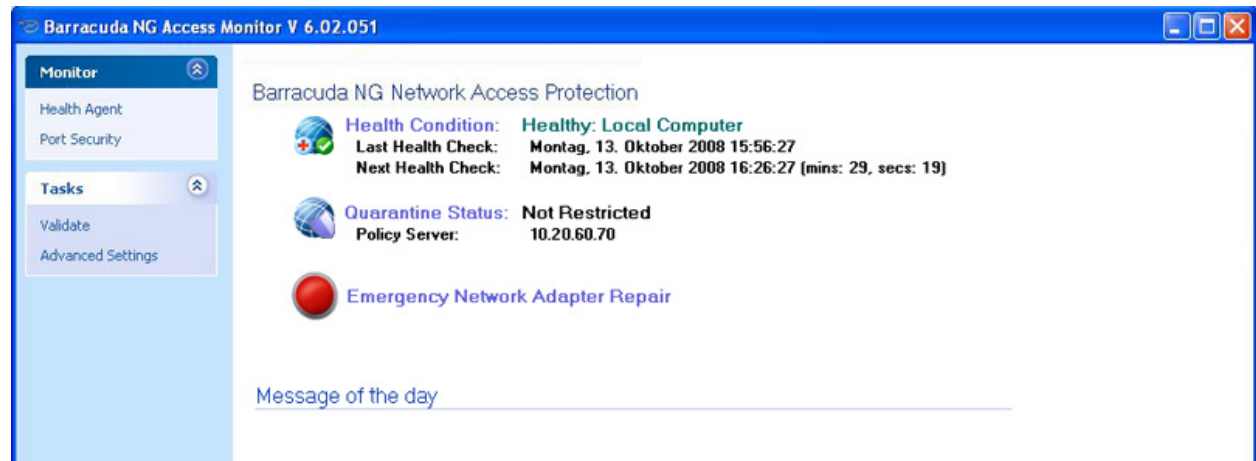 Barracuda NG Access Monitor V 6.02.051
Monitor
Health Agent
Port Security
Tasks
Validate
Advanced Settings
Barracuda NG Network Access Protection
Health Condition: Healthy: Local Computer
Last Health Check: Montag, 13. Oktober 2008 15:56:27
Next Health Check: Montag, 13. Oktober 2008 16:26:27 (mins: 29, secs: 19)
Quarantine Status: Not Restricted
Policy Server: 10.20.60.70
Emergency Network Adapter Repair
Message of the day